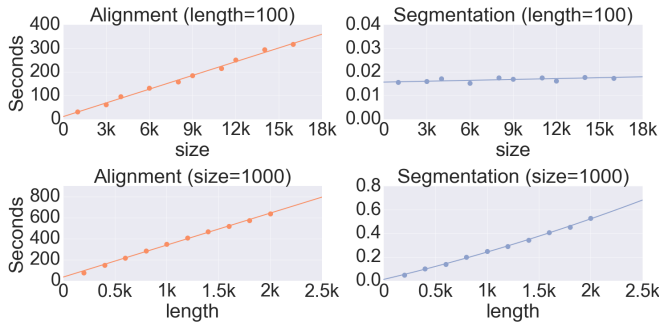 Alignment (length=100)
400
300
200
100
0
Seconds
0 3k 6k 9k 12k 15k 18k
size
Segmentation (length=100)
0.04
0.03
0.02
0.01
0.00
0 3k 6k 9k 12k 15k 18k
size
Alignment (size=1000)
800
600
400
200
0
Seconds
0 0.5k 1k 1.5k 2k 2.5k
length
Segmentation (size=1000)
0.8
0.6
0.4
0.2
0.0
0 0.5k 1k 1.5k 2k 2.5k
length